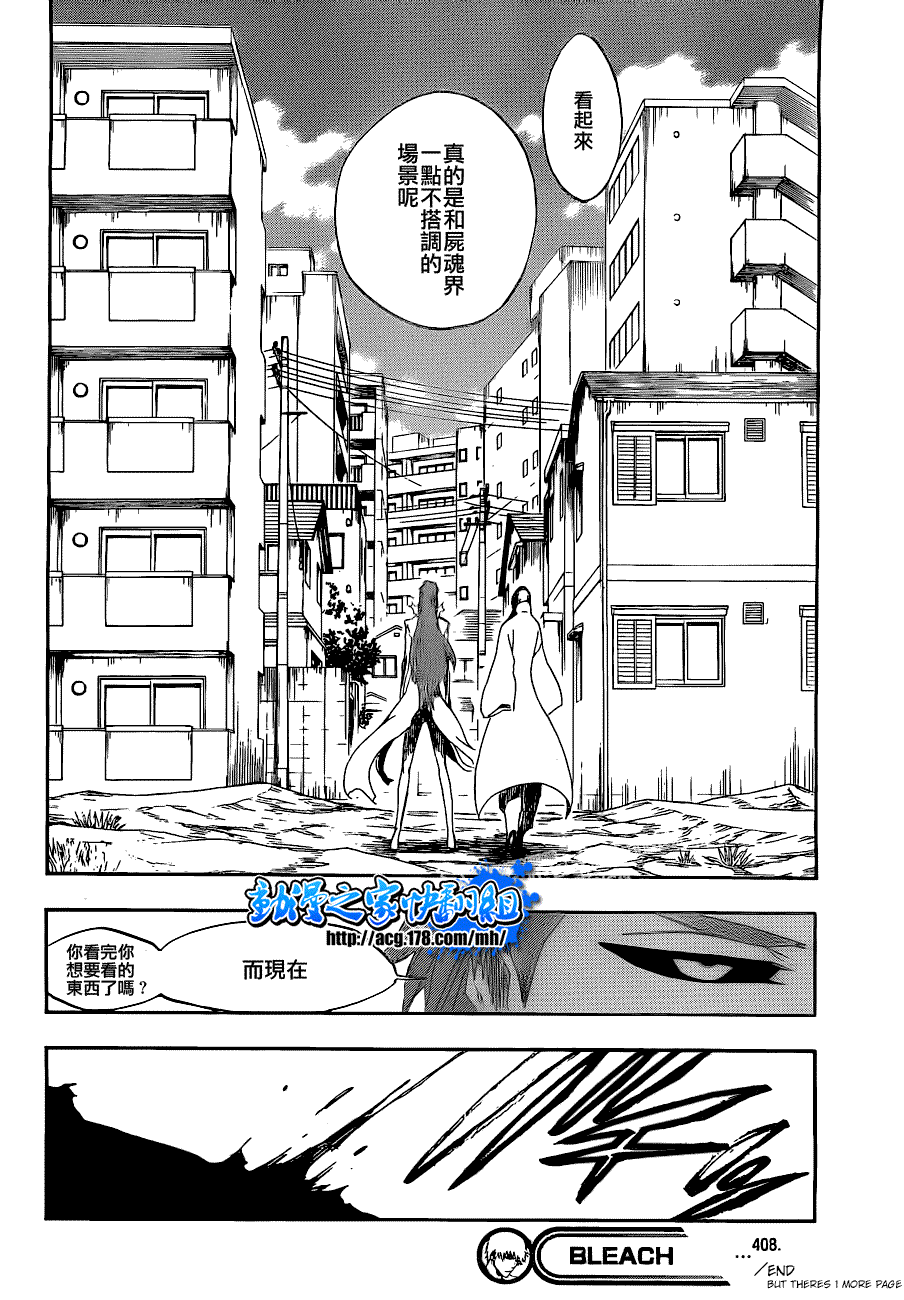 看起來
真的是和屍魂界
一點不搭調的
場景呢
動漫之家快翻組
http://acg.178.com/mh/
而現在
你看完你
想要看的
東西了嗎？
BLEACH
...408.
/END
BUT THERES 1 MORE PAGE